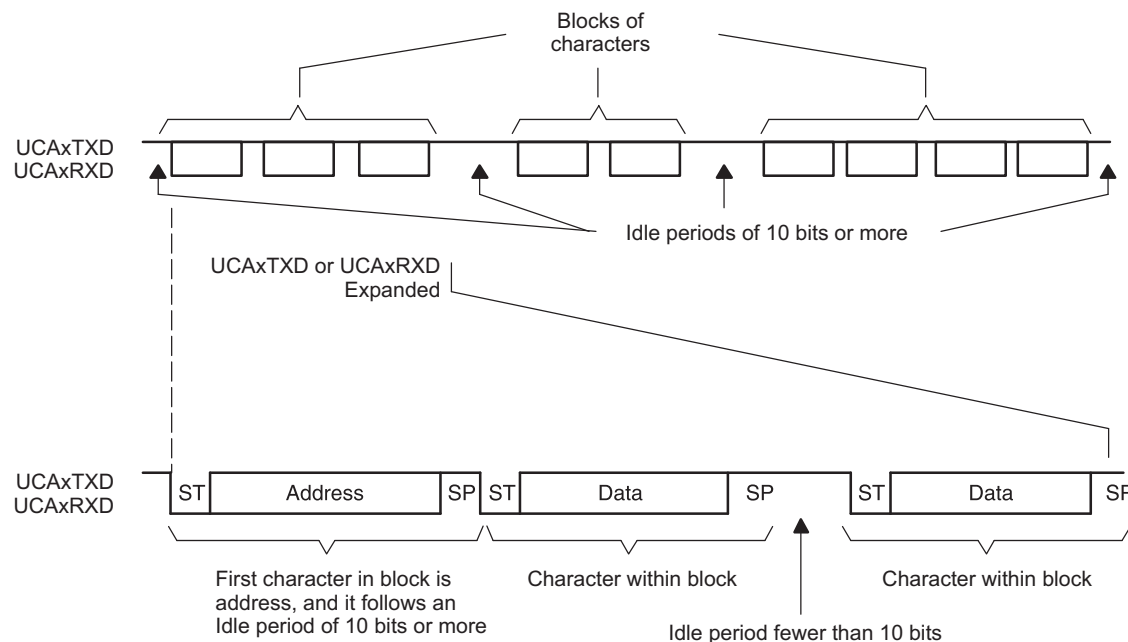 Blocks of
characters
UCAxTXD
UCAxRXD
Idle periods of 10 bits or more
UCAxTXD or UCAxRXD
Expanded
UCAxTXD
UCAxRXD
ST Address SP ST Data SP ST Data SP
First character in block is
address, and it follows an
Idle period of 10 bits or more
Character within block
Character within block
Idle period fewer than 10 bits